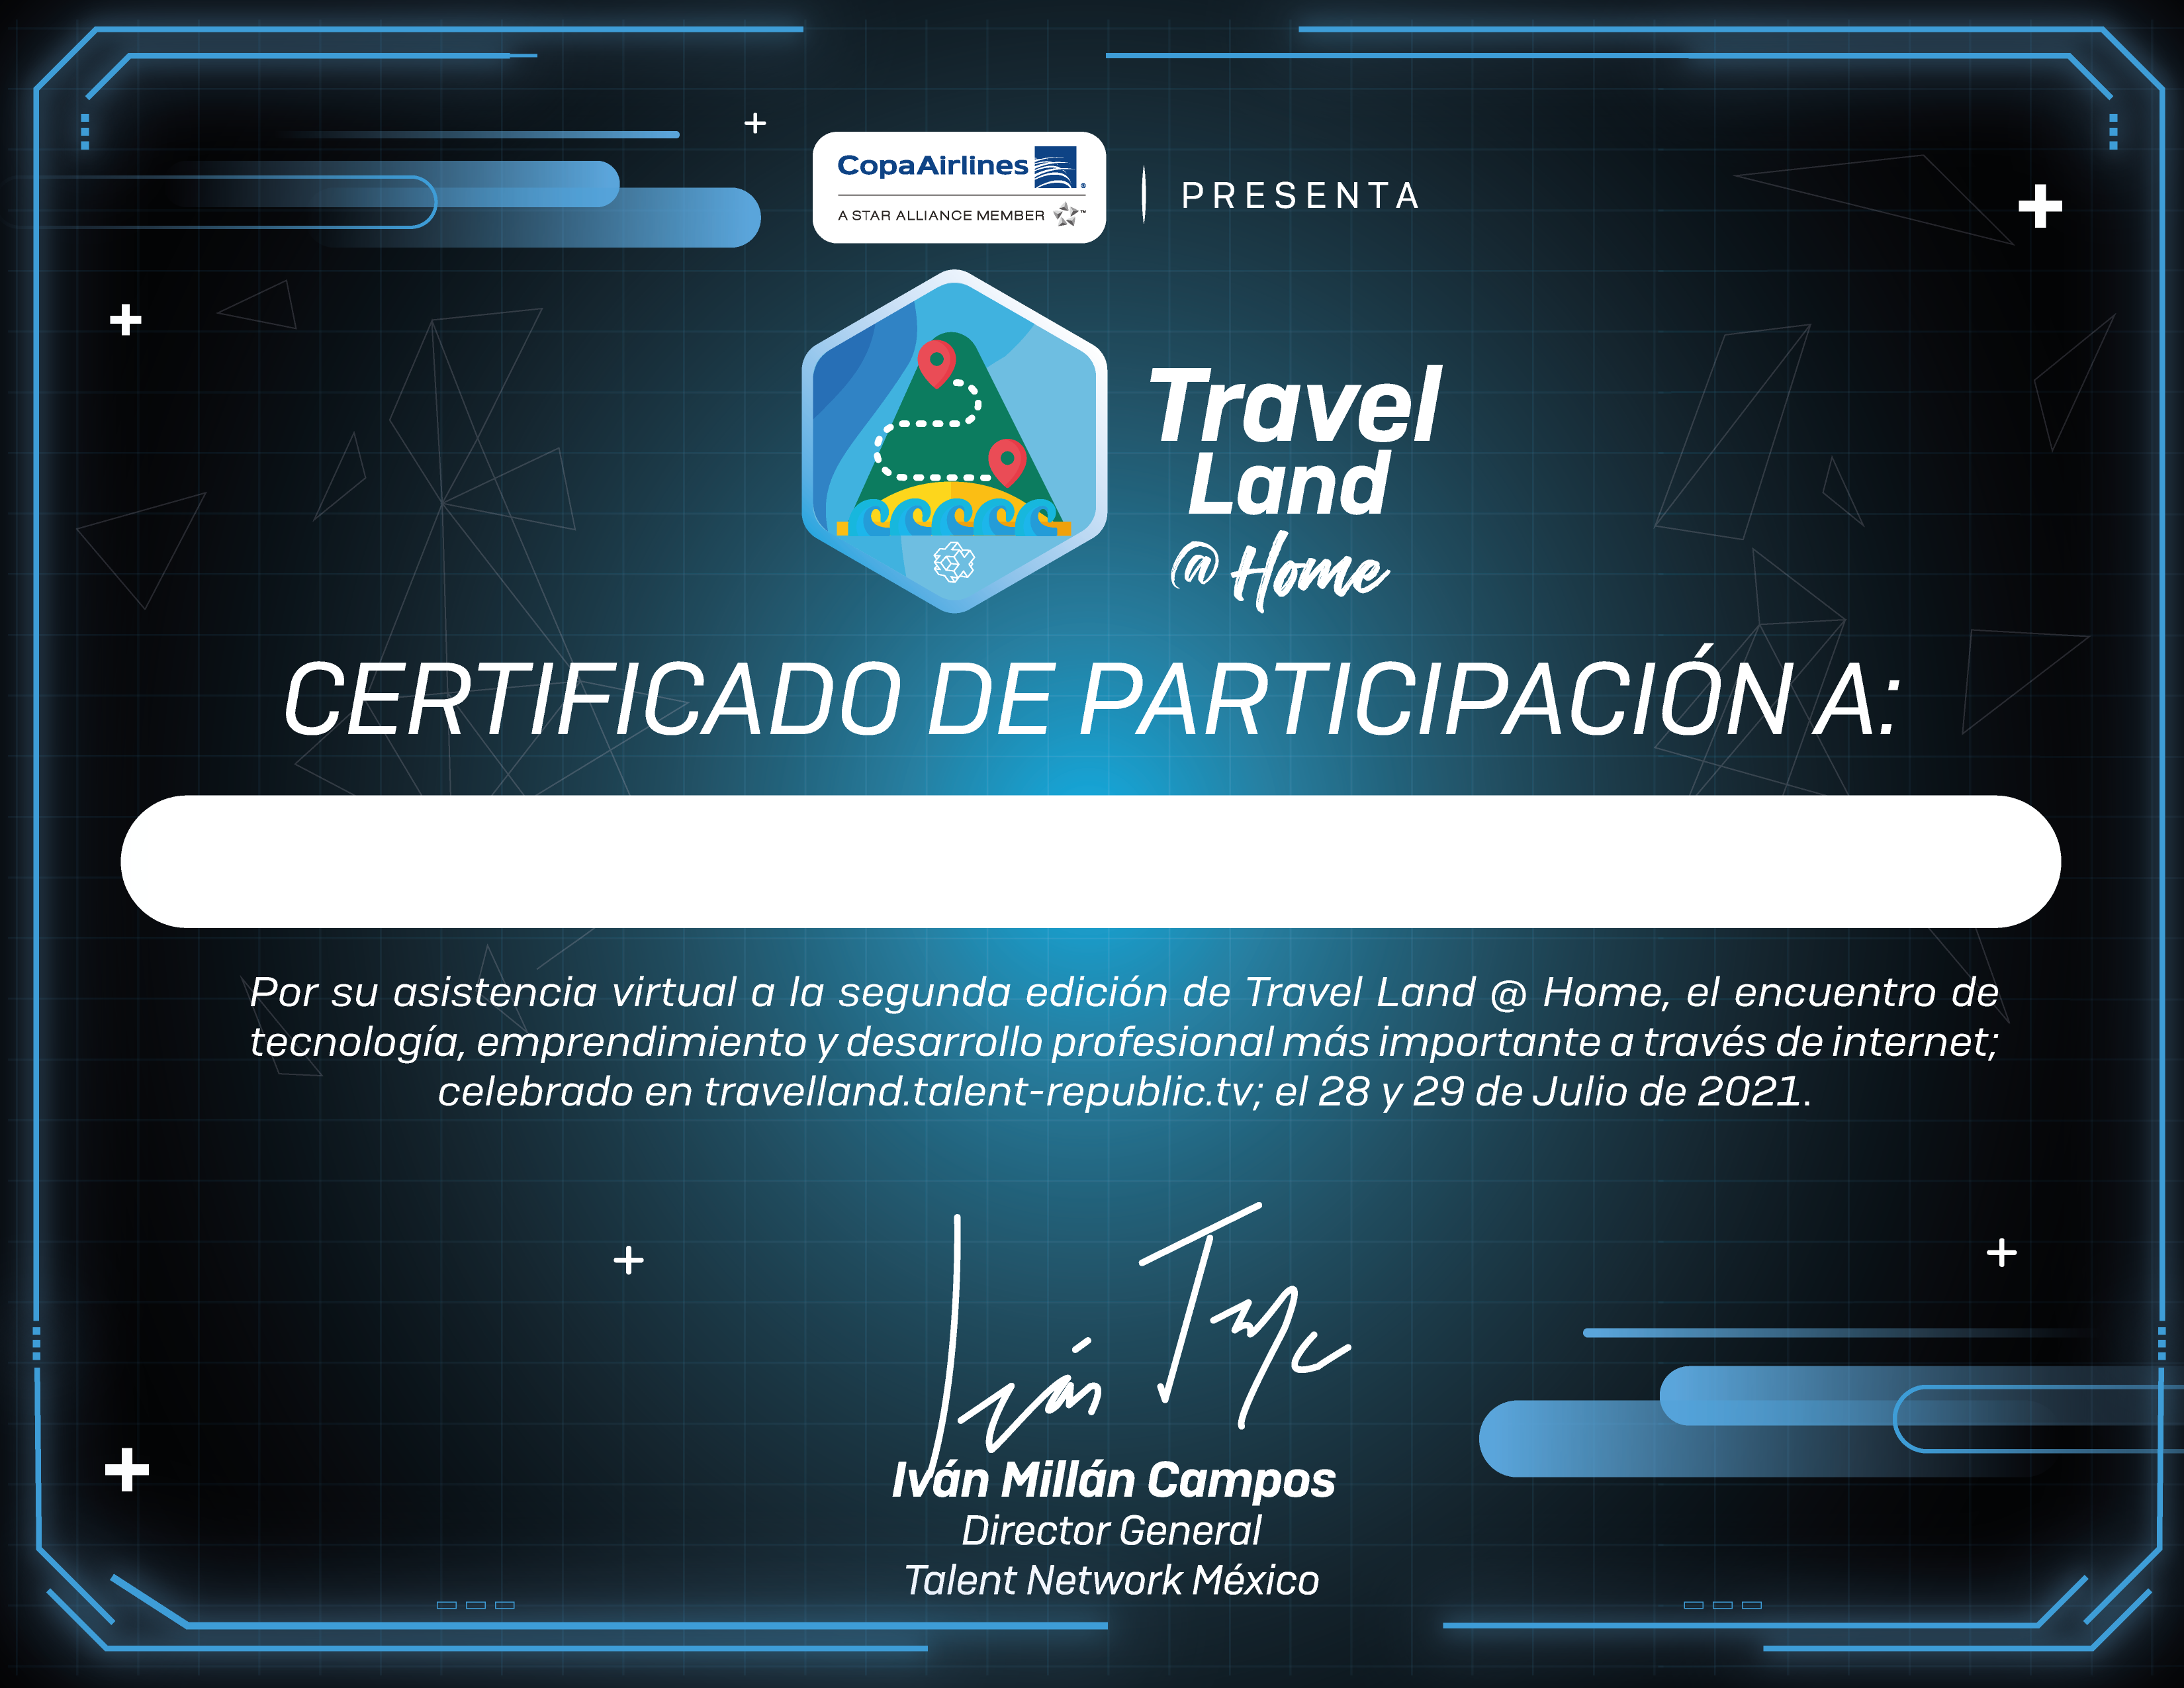 CopaAirlines
A STAR ALLIANCE MEMBER
PRESENTA
Travel
Land
@ Home
CERTIFICADO DE PARTICIPACIÓN A:
Por su asistencia virtual a la segunda edición de Travel Land @ Home, el encuentro de
tecnología, emprendimiento y desarrollo profesional más importante a través de internet;
celebrado en travelland.talent-republic.tv; el 28 y 29 de Julio de 2021.
Iván Millán Campos
Director General
Talent Network México